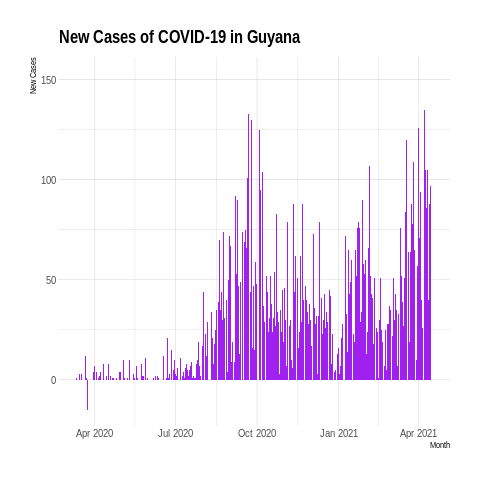 New Cases of COVID-19 in Guyana
New Cases
150
100
50
0
Apr 2020 Jul 2020 Oct 2020 Jan 2021 Apr 2021
Month